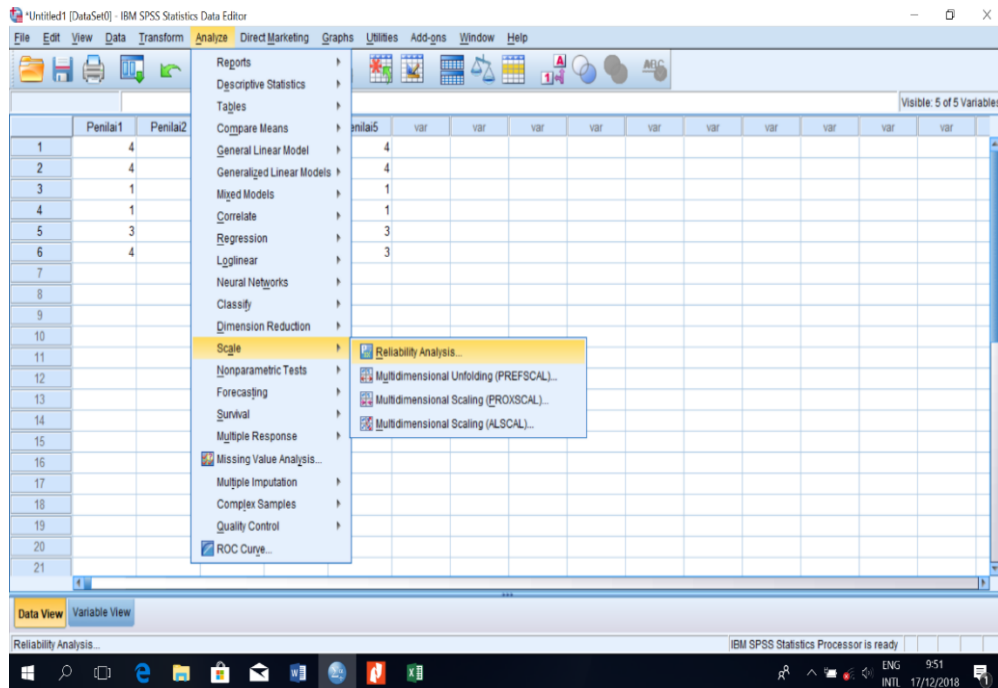 *Untitled1 [DataSet0] - IBM SPSS Statistics Data Editor
File Edit View Data Transform Analyze Direct Marketing Graphs Utilities Add-ons Window Help
Visible: 5 of 5 Variables
Penilai1 Penilai2 enilai5 var var var var var var var var var var
1 4 4
2 4 4
3 1 1
4 1 1
5 3 3
6 4 3
7
8
9
10
11
12
13
14
15
16
17
18
19
20
21
Reports
Descriptive Statistics
Tables
Compare Means
General Linear Model
Generalized Linear Models
Mixed Models
Correlate
Regression
Loglinear
Neural Networks
Classify
Dimension Reduction
Scale
Nonparametric Tests
Forecasting
Survival
Multiple Response
Missing Value Analysis...
Multiple Imputation
Complex Samples
Quality Control
ROC Curve...
Reliability Analysis...
Multidimensional Unfolding (PREFSCAL)...
Multidimensional Scaling (PROXSCAL)...
Multidimensional Scaling (ALSCAL)...
Data View Variable View
Reliability Analysis... IBM SPSS Statistics Processor is ready
ENG 9:51
INTL 17/12/2018